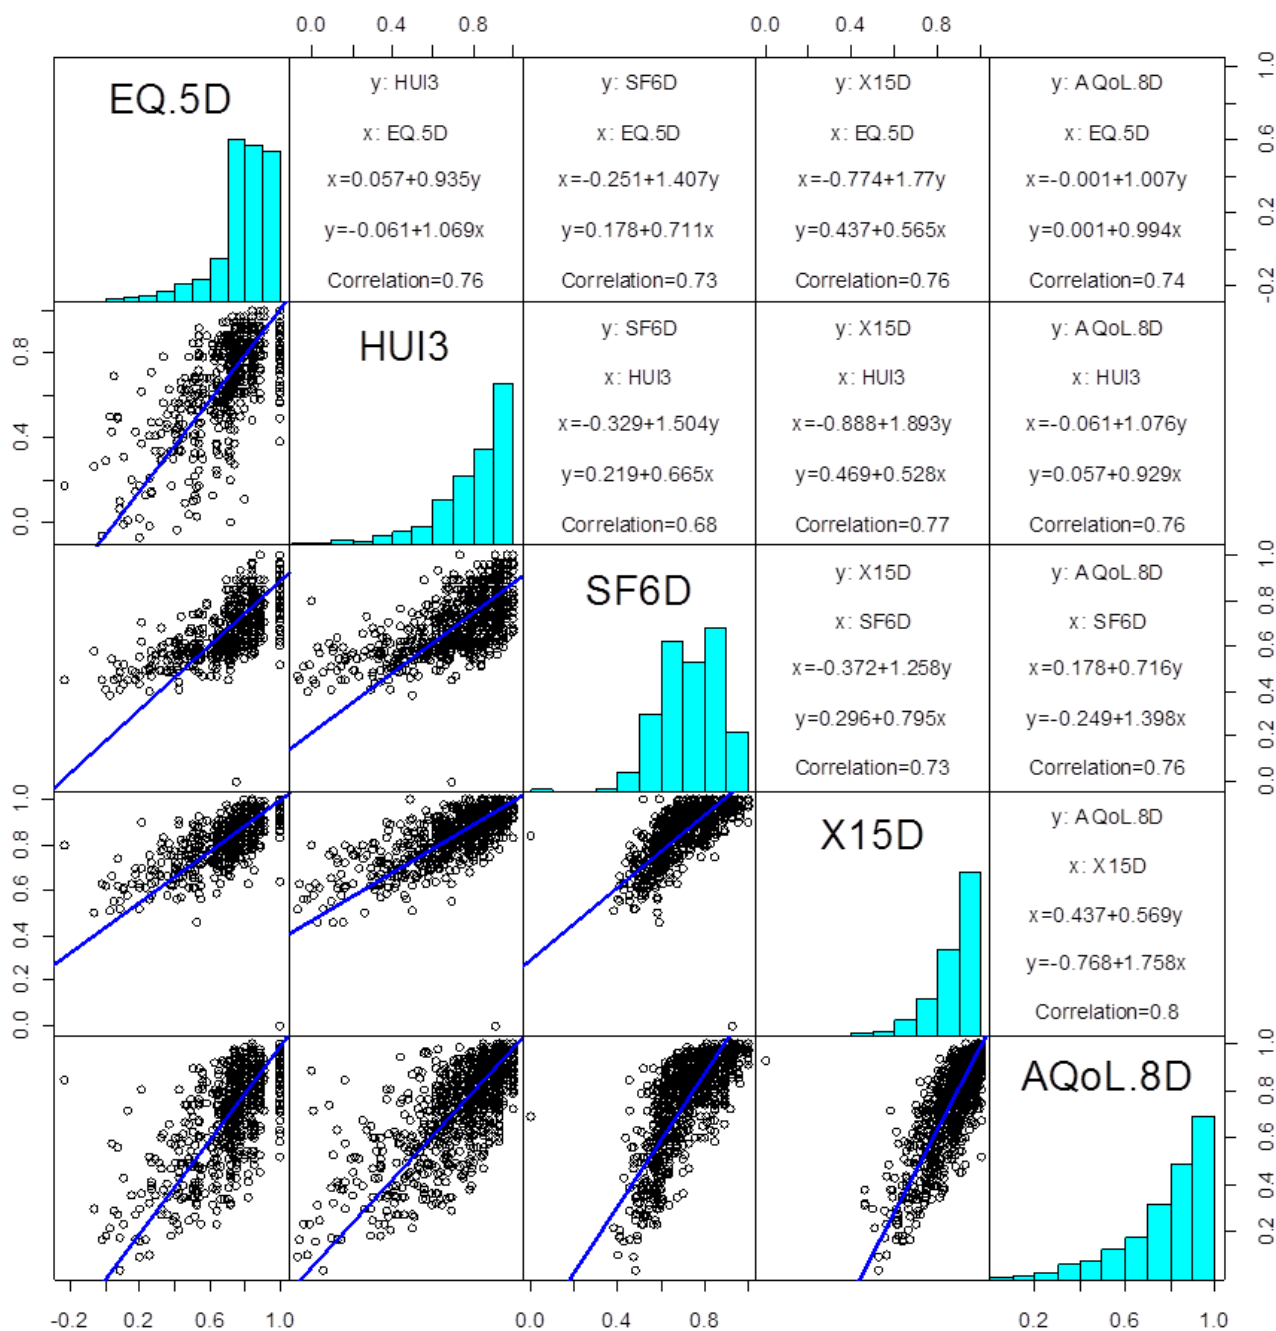 0.0 0.4 0.8 0.0 0.4 0.8
EQ.5D
y: HUI3
x: EQ.5D
x=0.057+0.935y
y=-0.061+1.069x
Correlation=0.76
y: SF6D
x: EQ.5D
x=-0.251+1.407y
y=0.178+0.711x
Correlation=0.73
y: X15D
x: EQ.5D
x=-0.774+1.77y
y=0.437+0.565x
Correlation=0.76
y: AQoL.8D
x: EQ.5D
x=-0.001+1.007y
y=0.001+0.994x
Correlation=0.74
1.0
0.6
0.2
-0.2
0.8
0.4
0.0
HUI3
y: SF6D
x: HUI3
x=-0.329+1.504y
y=0.219+0.665x
Correlation=0.68
y: X15D
x: HUI3
x=-0.888+1.893y
y=0.469+0.528x
Correlation=0.77
y: AQoL.8D
x: HUI3
x=-0.061+1.076y
y=0.057+0.929x
Correlation=0.76
SF6D
y: X15D
x: SF6D
x=-0.372+1.258y
y=0.296+0.795x
Correlation=0.73
y: AQoL.8D
x: SF6D
x=0.178+0.716y
y=-0.249+1.398x
Correlation=0.76
1.0
0.8
0.6
0.4
0.2
0.0
1.0
0.8
0.6
0.4
0.2
0.0
X15D
y: AQoL.8D
x: X15D
x=0.437+0.569y
y=-0.768+1.758x
Correlation=0.8
AQoL.8D
1.0
0.8
0.6
0.4
0.2
-0.2 0.2 0.6 1.0 0.0 0.4 0.8 0.2 0.6 1.0